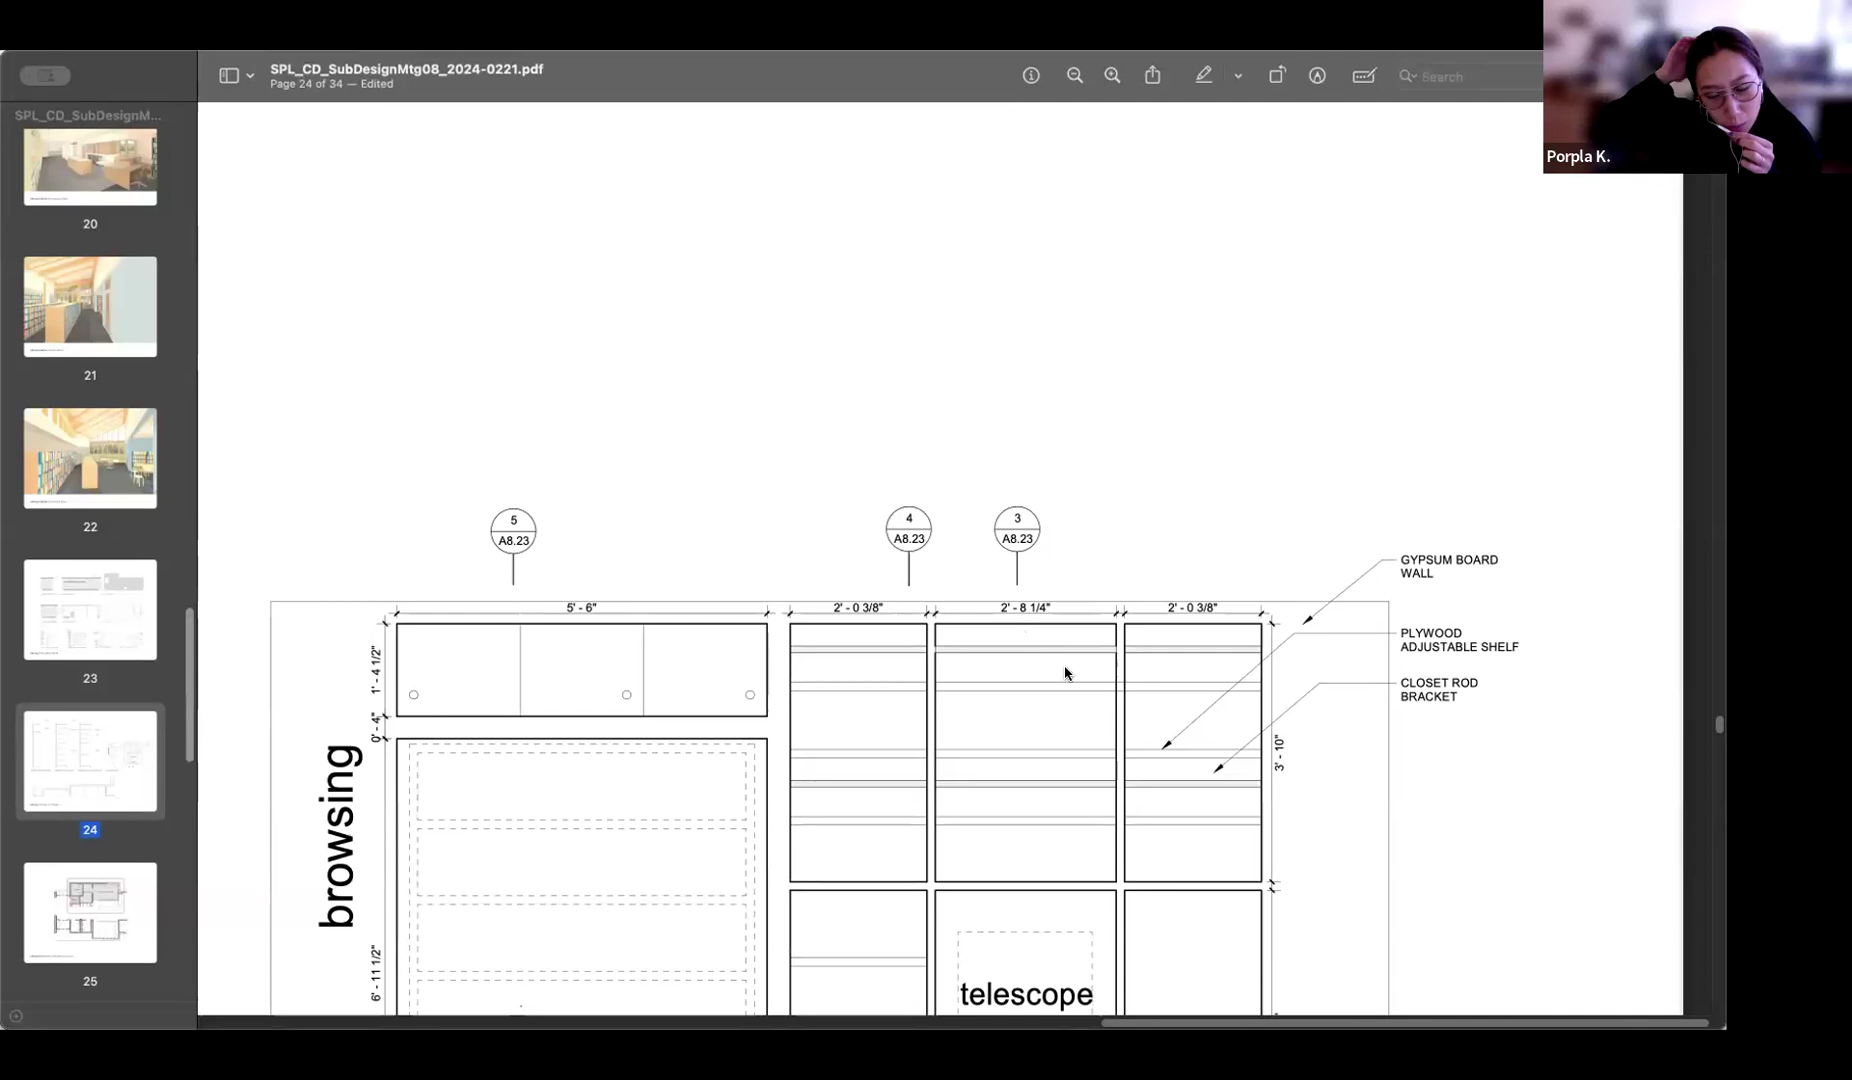 SPL_CD_SubDesignMtg08_2024-0221.pdf
Page 24 of 34 — Edited
Search
Porpla K.
SPL_CD_SubDesignM...
20
21
22
23
24
25
5
A8.23
4
A8.23
3
A8.23
GYPSUM BOARD
WALL
PLYWOOD
ADJUSTABLE SHELF
CLOSET ROD
BRACKET
5' - 6"
2' - 0 3/8"
2' - 8 1/4"
2' - 0 3/8"
1' - 4 1/2"
0' - 4"
3' - 10"
browsing
6' - 11 1/2"
telescope